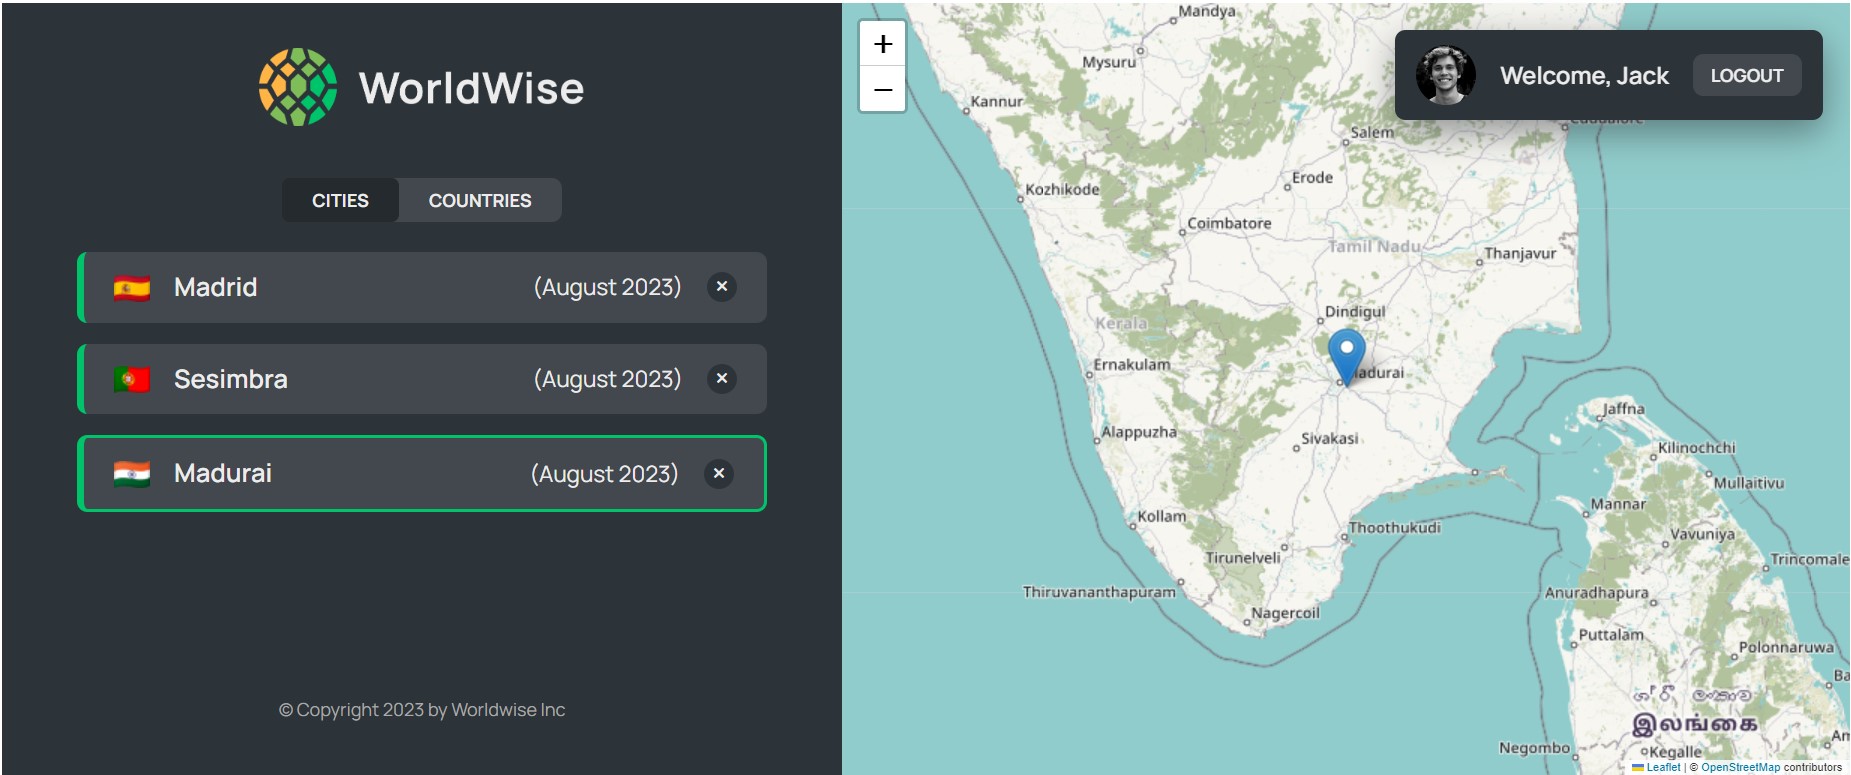 WorldWise
CITIES
COUNTRIES
Madrid
(August 2023)
×
Sesimbra
(August 2023)
×
Madurai
(August 2023)
×
© Copyright 2023 by Worldwise Inc
+
−
Welcome, Jack
LOGOUT
Mandya
Mysuru
Kannur
Salem
Erode
Kozhikode
Coimbatore
Tamil Nadu
Thanjavur
Dindigul
Kerala
Ernakulam
adurai
Jaffna
Alappuzha
Sivakasi
Kilinochchi
Mullaitivu
Mannar
Kollam
Thoothukudi
Vavuniya
Tirunelveli
Trincomale
Thiruvananthapuram
Anuradhapura
Nagercoil
Puttalam
Polonnaruwa
Ba
இலங்கை
Am
Negombo
Kegalle
Leaflet | © OpenStreetMap contributors